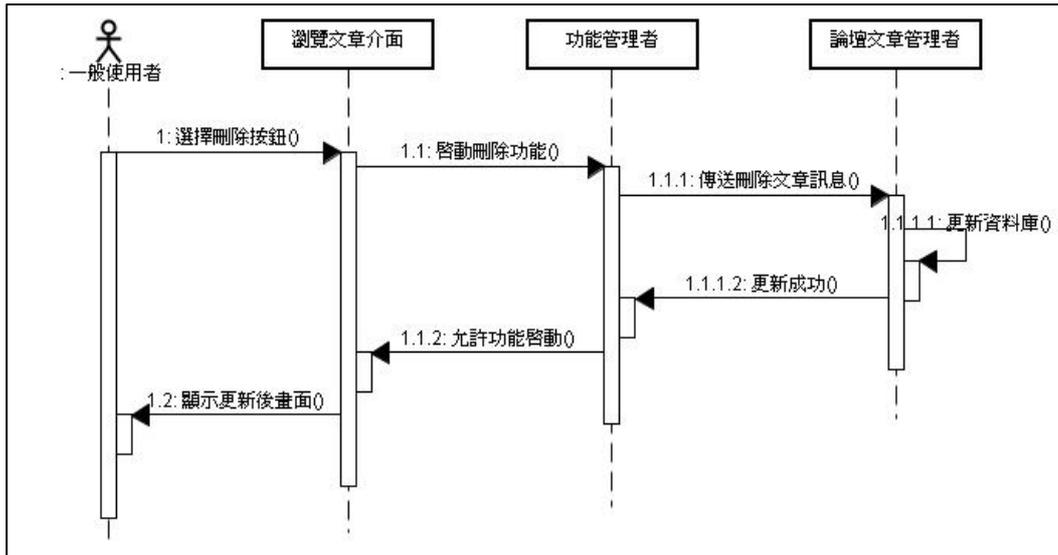 瀏覽文章介面
功能管理者
論壇文章管理者
: 一般使用者
1: 選擇刪除按鈕()
1.1: 啓動刪除功能()
1.1.1: 傳送刪除文章訊息()
1.1.1.1: 更新資料庫()
1.1.1.2: 更新成功()
1.1.2: 允許功能啓動()
1.2: 顯示更新後畫面()